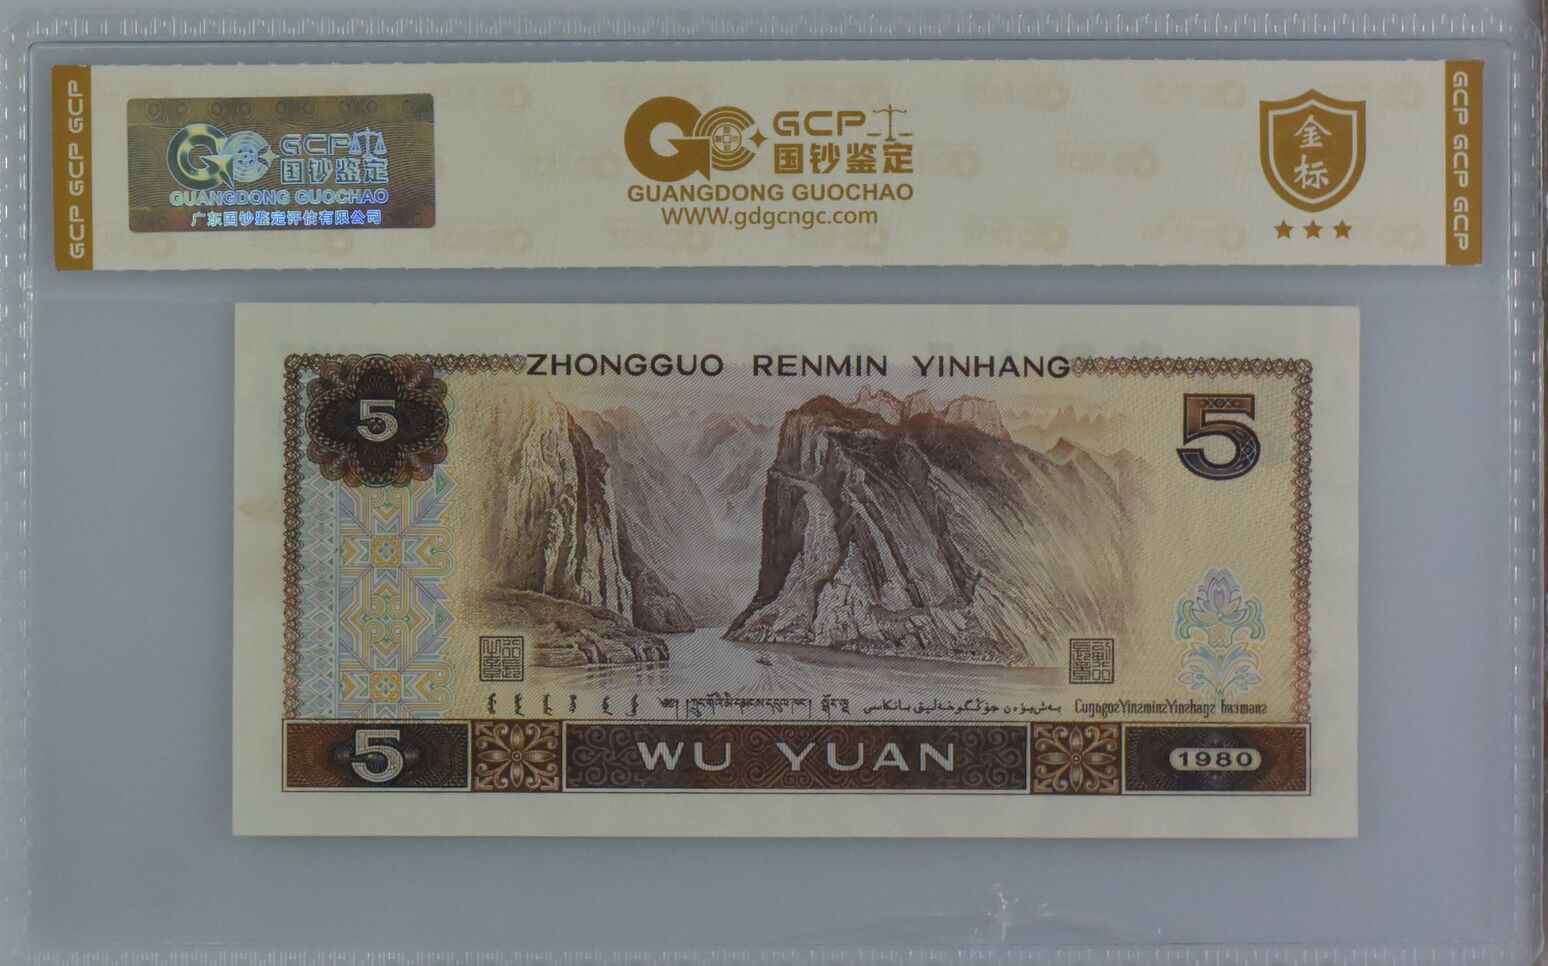 GCP GCP GCP
GCP
国钞鉴定
GUANGDONG GUOCHAO
广东国钞鉴定评估有限公司
GCP
国钞鉴定
GUANGDONG GUOCHAO
WWW.gdgcngc.com
金标
GCP GCP GCP
ZHONGGUO RENMIN YINHANG
5
5
CuŋƨgozYinƨminzYinzhaŋz baƨmanz
5 WU YUAN 1980